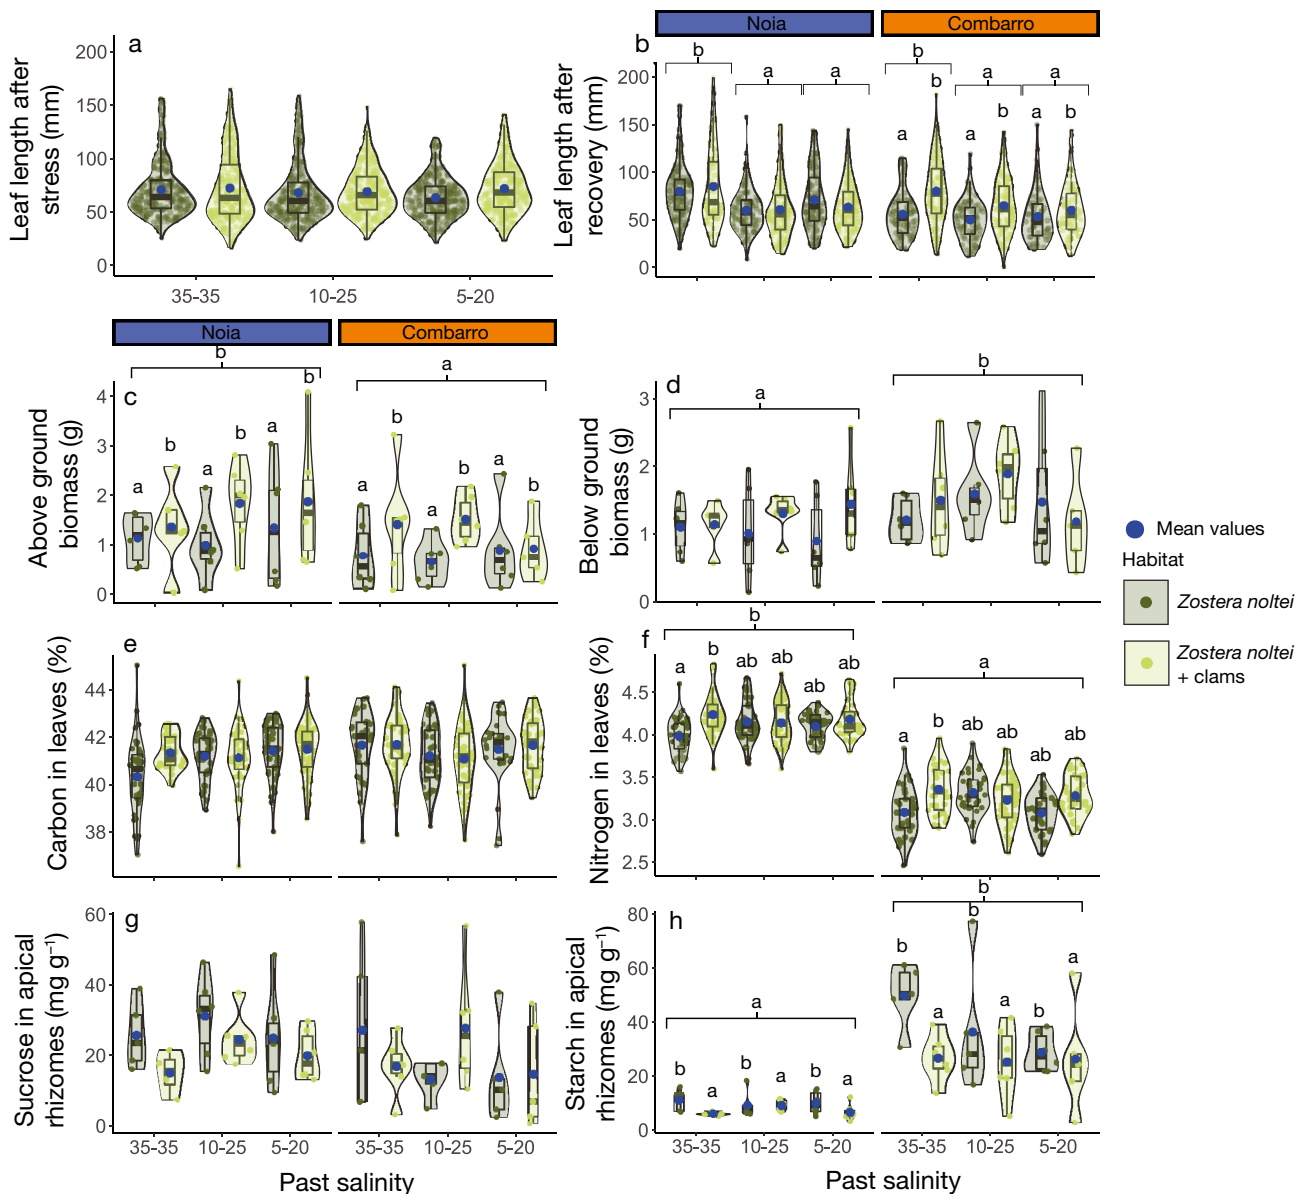 a
Leaf length after
stress (mm)
200
150
100
50
0
35-35
10-25
5-20
Noia
Combarro
b
Leaf length after
recovery (mm)
200
150
100
50
0
b
a
a
b
a
a
a
b
a
b
a
b
Noia
Combarro
c
Above ground
biomass (g)
4
3
2
1
0
b
a
b
a
b
a
b
a
a
b
a
b
a
b
d
Below ground
biomass (g)
3
2
1
0
a
b
Mean values
Habitat
Zostera noltei
Zostera noltei
+ clams
e
Carbon in leaves (%)
44
42
40
38
f
Nitrogen in leaves (%)
4.5
4.0
3.5
3.0
2.5
b
a
b
ab
ab
ab
ab
a
a
b
ab
ab
ab
ab
g
Sucrose in apical
rhizomes (mg g⁻¹)
60
40
20
0
35-35
10-25
5-20
35-35
10-25
5-20
Past salinity
h
Starch in apical
rhizomes (mg g⁻¹)
80
60
40
20
0
a
b
a
b
a
b
a
b
b
a
b
a
b
a
35-35
10-25
5-20
35-35
10-25
5-20
Past salinity